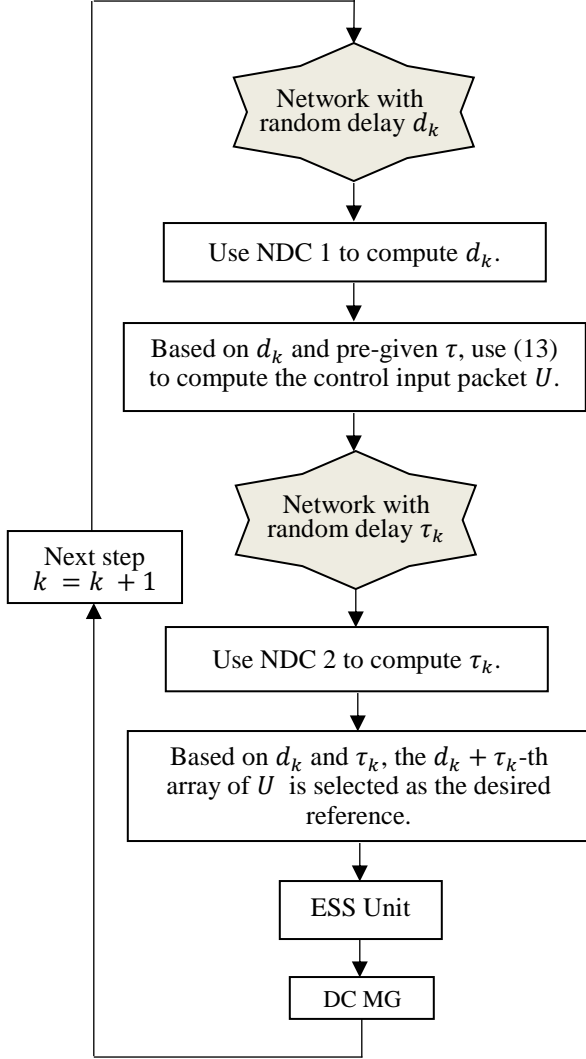 Network with
random delay d_k
Use NDC 1 to compute d_k.
Based on d_k and pre-given τ, use (13)
to compute the control input packet U.
Network with
random delay τ_k
Next step
k = k + 1
Use NDC 2 to compute τ_k.
Based on d_k and τ_k, the d_k + τ_k-th
array of U is selected as the desired
reference.
ESS Unit
DC MG